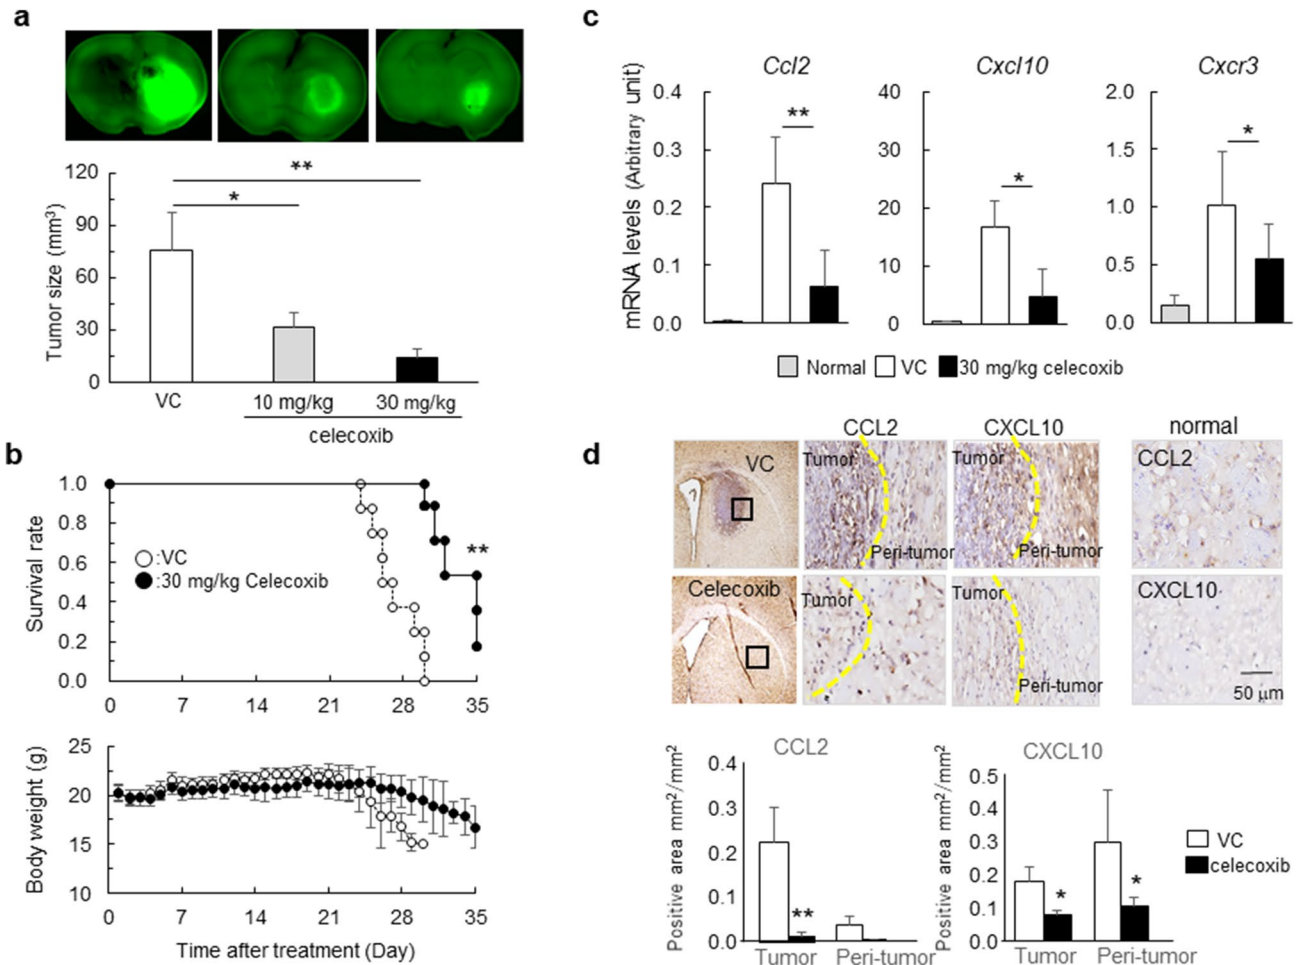 a
120
90
60
30
0
Tumor size (mm3)
**
*
VC
10 mg/kg
30 mg/kg
celecoxib
b
1.0
0.8
0.6
0.4
0.2
0.0
Survival rate
:VC
:30 mg/kg Celecoxib
**
0 7 14 21 28 35
25
20
15
10
Body weight (g)
0 7 14 21 28 35
Time after treatment (Day)
c
mRNA levels (Arbitrary unit)
Ccl2
0.4
0.3
0.2
0.1
0.0
**
Cxcl10
40
30
20
10
0
*
Cxcr3
2.0
1.5
1.0
0.5
0.0
*
Normal VC 30 mg/kg celecoxib
d
CCL2 CXCL10 normal
VC
Tumor
Peri-tumor
Tumor
Peri-tumor
CCL2
Celecoxib
Tumor
Tumor
Peri-tumor
CXCL10
50 μm
CCL2
Positive area mm2/mm2
0.4
0.3
0.2
0.1
0.0
**
Tumor Peri-tumor
CXCL10
Positive area mm2/mm2
0.5
0.4
0.3
0.2
0.1
0.0
*
*
Tumor Peri-tumor
VC
celecoxib